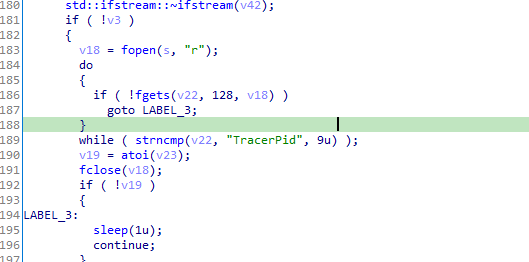 180 std::ifstream::~ifstream(v42);
181 if ( !v3 )
182 {
183 v18 = fopen(s, "r");
184 do
185 {
186 if ( !fgets(v22, 128, v18) )
187 goto LABEL_3;
188 }
189 while ( strncmp(v22, "TracerPid", 9u) );
190 v19 = atoi(v23);
191 fclose(v18);
192 if ( !v19 )
193 {
194 LABEL_3:
195 sleep(1u);
196 continue;
197 }